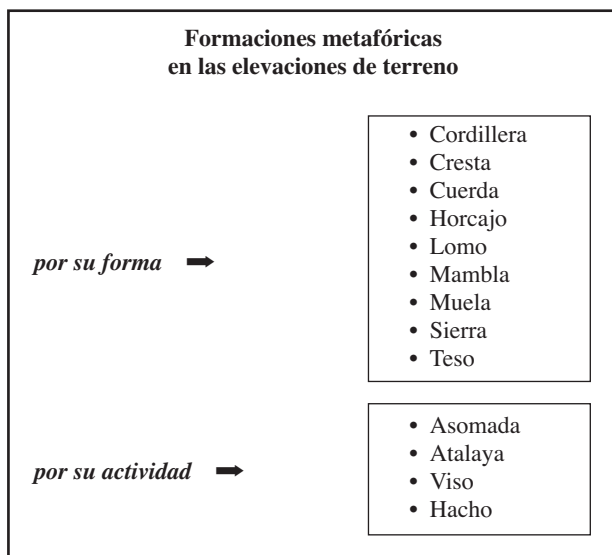 Formaciones metafóricas
en las elevaciones de terreno
por su forma ➡
• Cordillera
• Cresta
• Cuerda
• Horcajo
• Lomo
• Mambla
• Muela
• Sierra
• Teso
por su actividad ➡
• Asomada
• Atalaya
• Viso
• Hacho